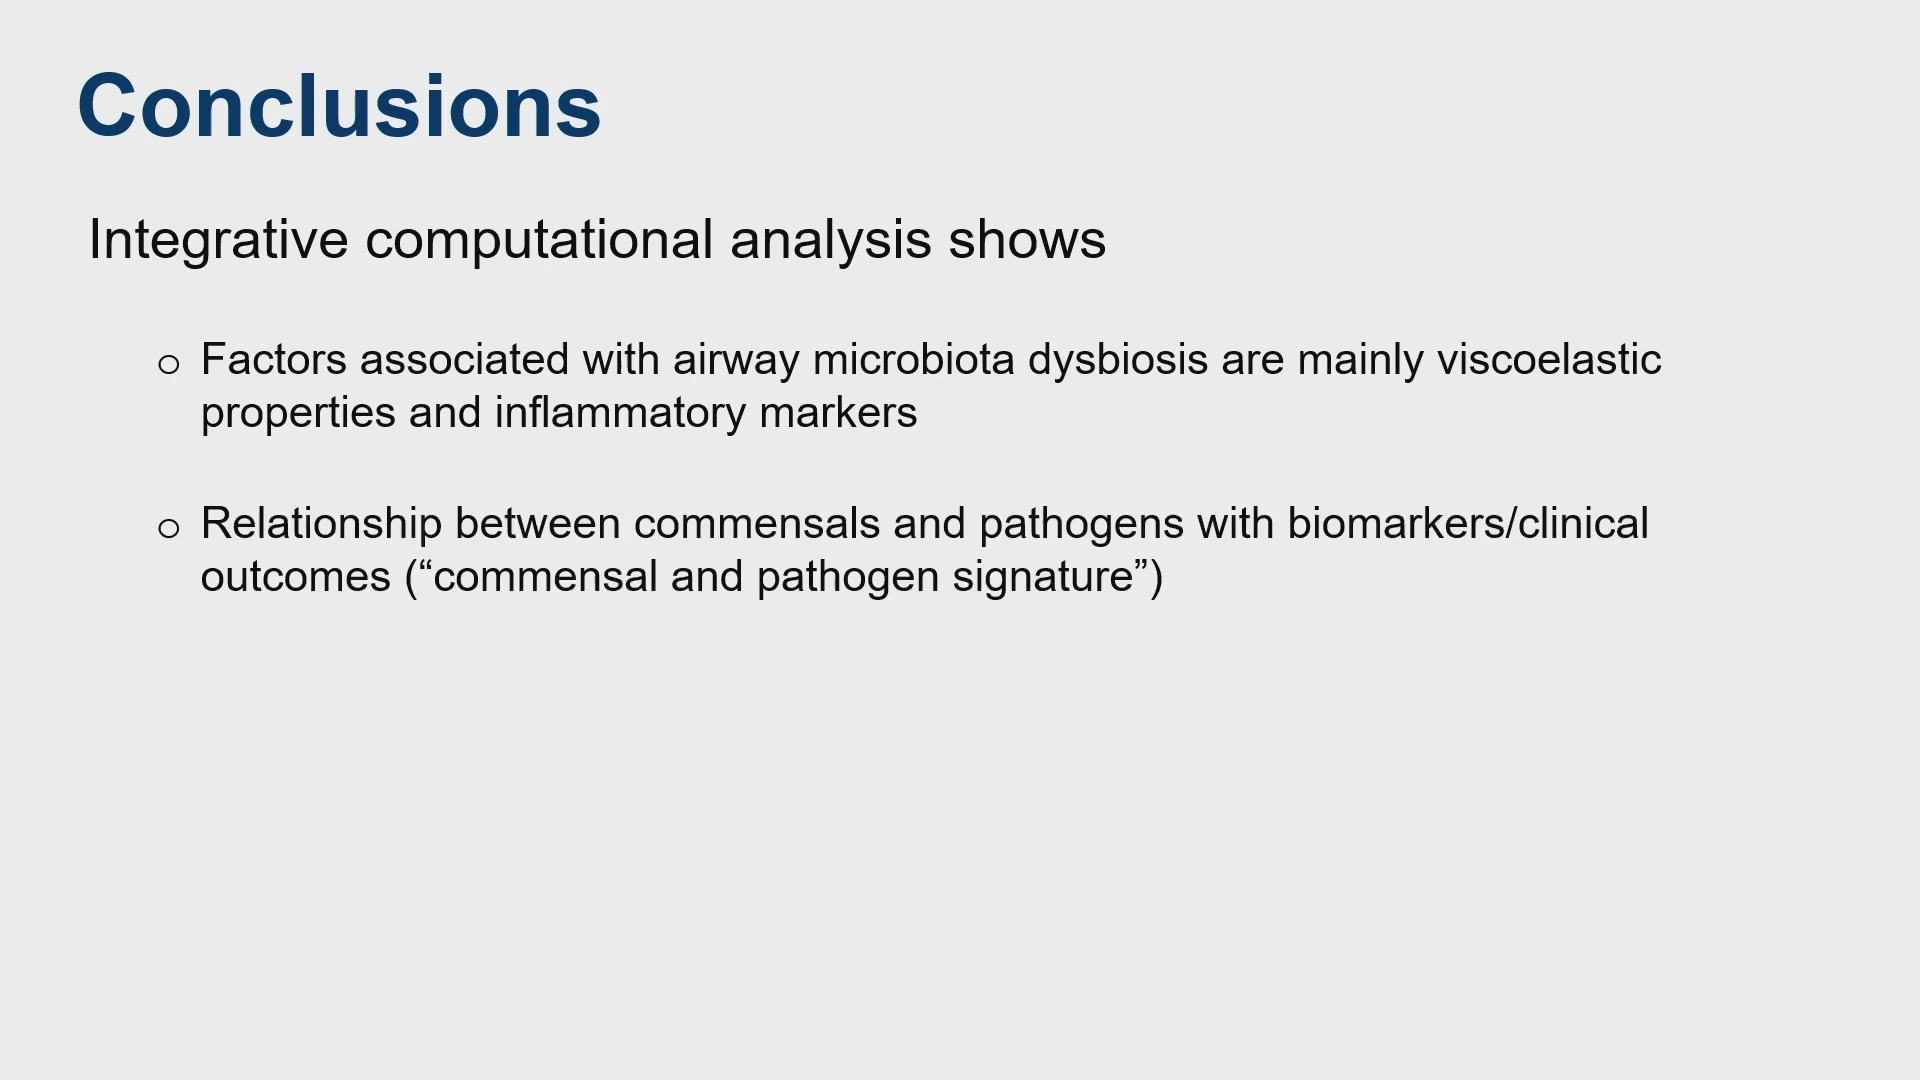 Conclusions
Integrative computational analysis shows
o Factors associated with airway microbiota dysbiosis are mainly viscoelastic
properties and inflammatory markers
o Relationship between commensals and pathogens with biomarkers/clinical
outcomes (“commensal and pathogen signature”)